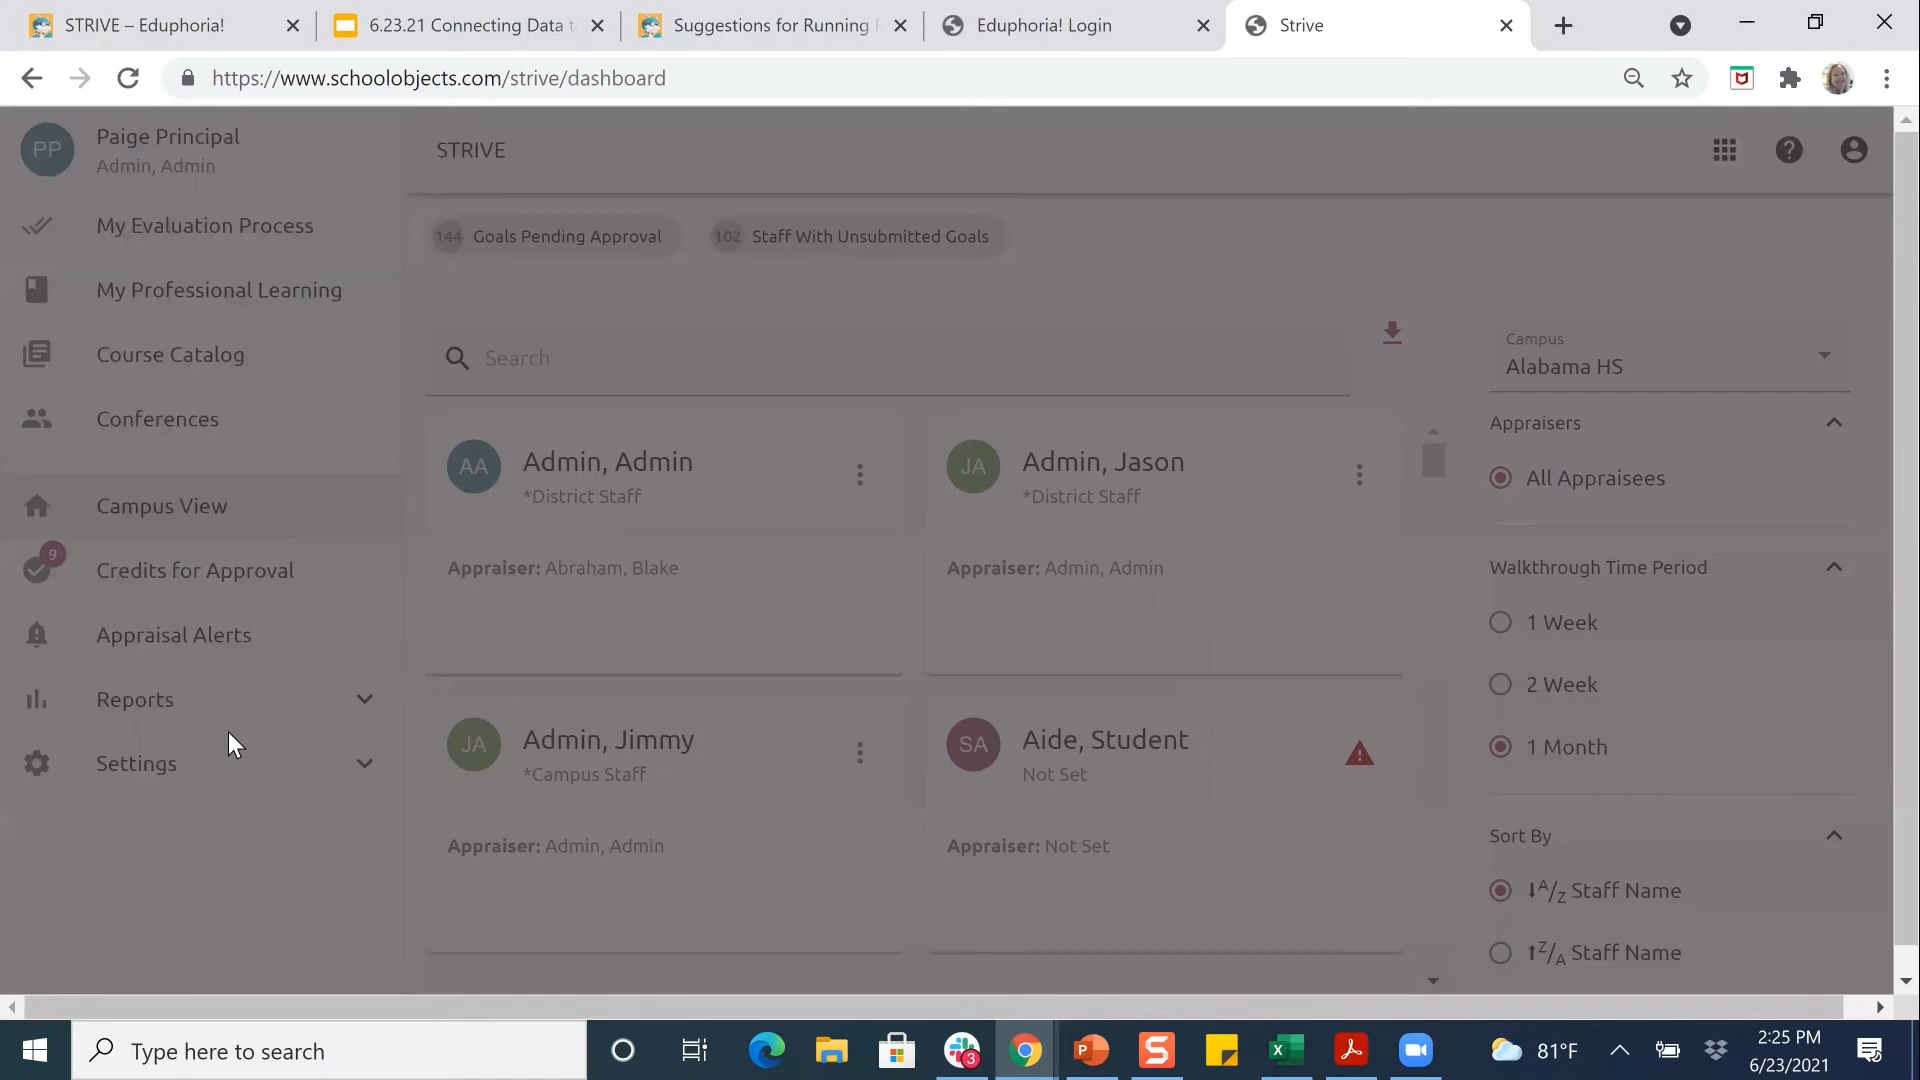 STRIVE – Eduphoria!
6.23.21 Connecting Data t
Suggestions for Running
Eduphoria! Login
Strive
https://www.schoolobjects.com/strive/dashboard
PP
Paige Principal
Admin, Admin
My Evaluation Process
My Professional Learning
Course Catalog
Conferences
Campus View
9
Credits for Approval
Appraisal Alerts
Reports
Settings
STRIVE
144 Goals Pending Approval
102 Staff With Unsubmitted Goals
Search
AA
Admin, Admin
*District Staff
Appraiser: Abraham, Blake
JA
Admin, Jason
*District Staff
Appraiser: Admin, Admin
JA
Admin, Jimmy
*Campus Staff
Appraiser: Admin, Admin
SA
Aide, Student
Not Set
Appraiser: Not Set
Campus
Alabama HS
Appraisers
All Appraisees
Walkthrough Time Period
1 Week
2 Week
1 Month
Sort By
A/Z Staff Name
Z/A Staff Name
Type here to search
3
81°F
2:25 PM
6/23/2021